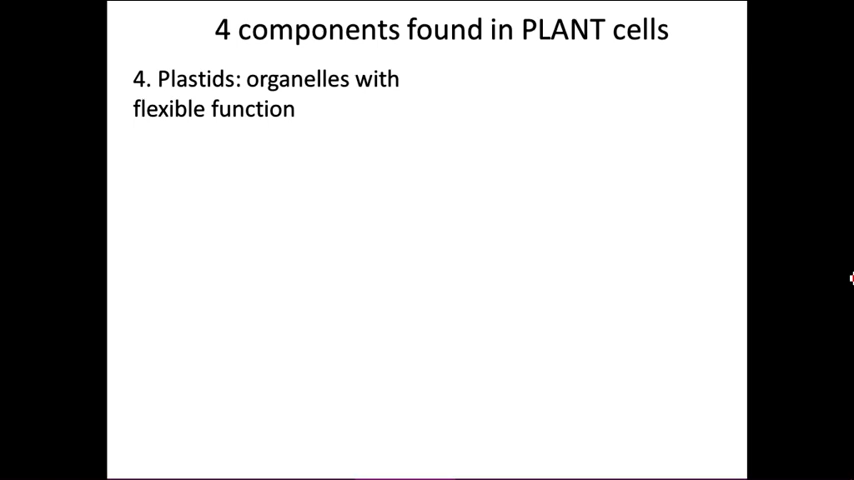 4 components found in PLANT cells
4. Plastids: organelles with
flexible function